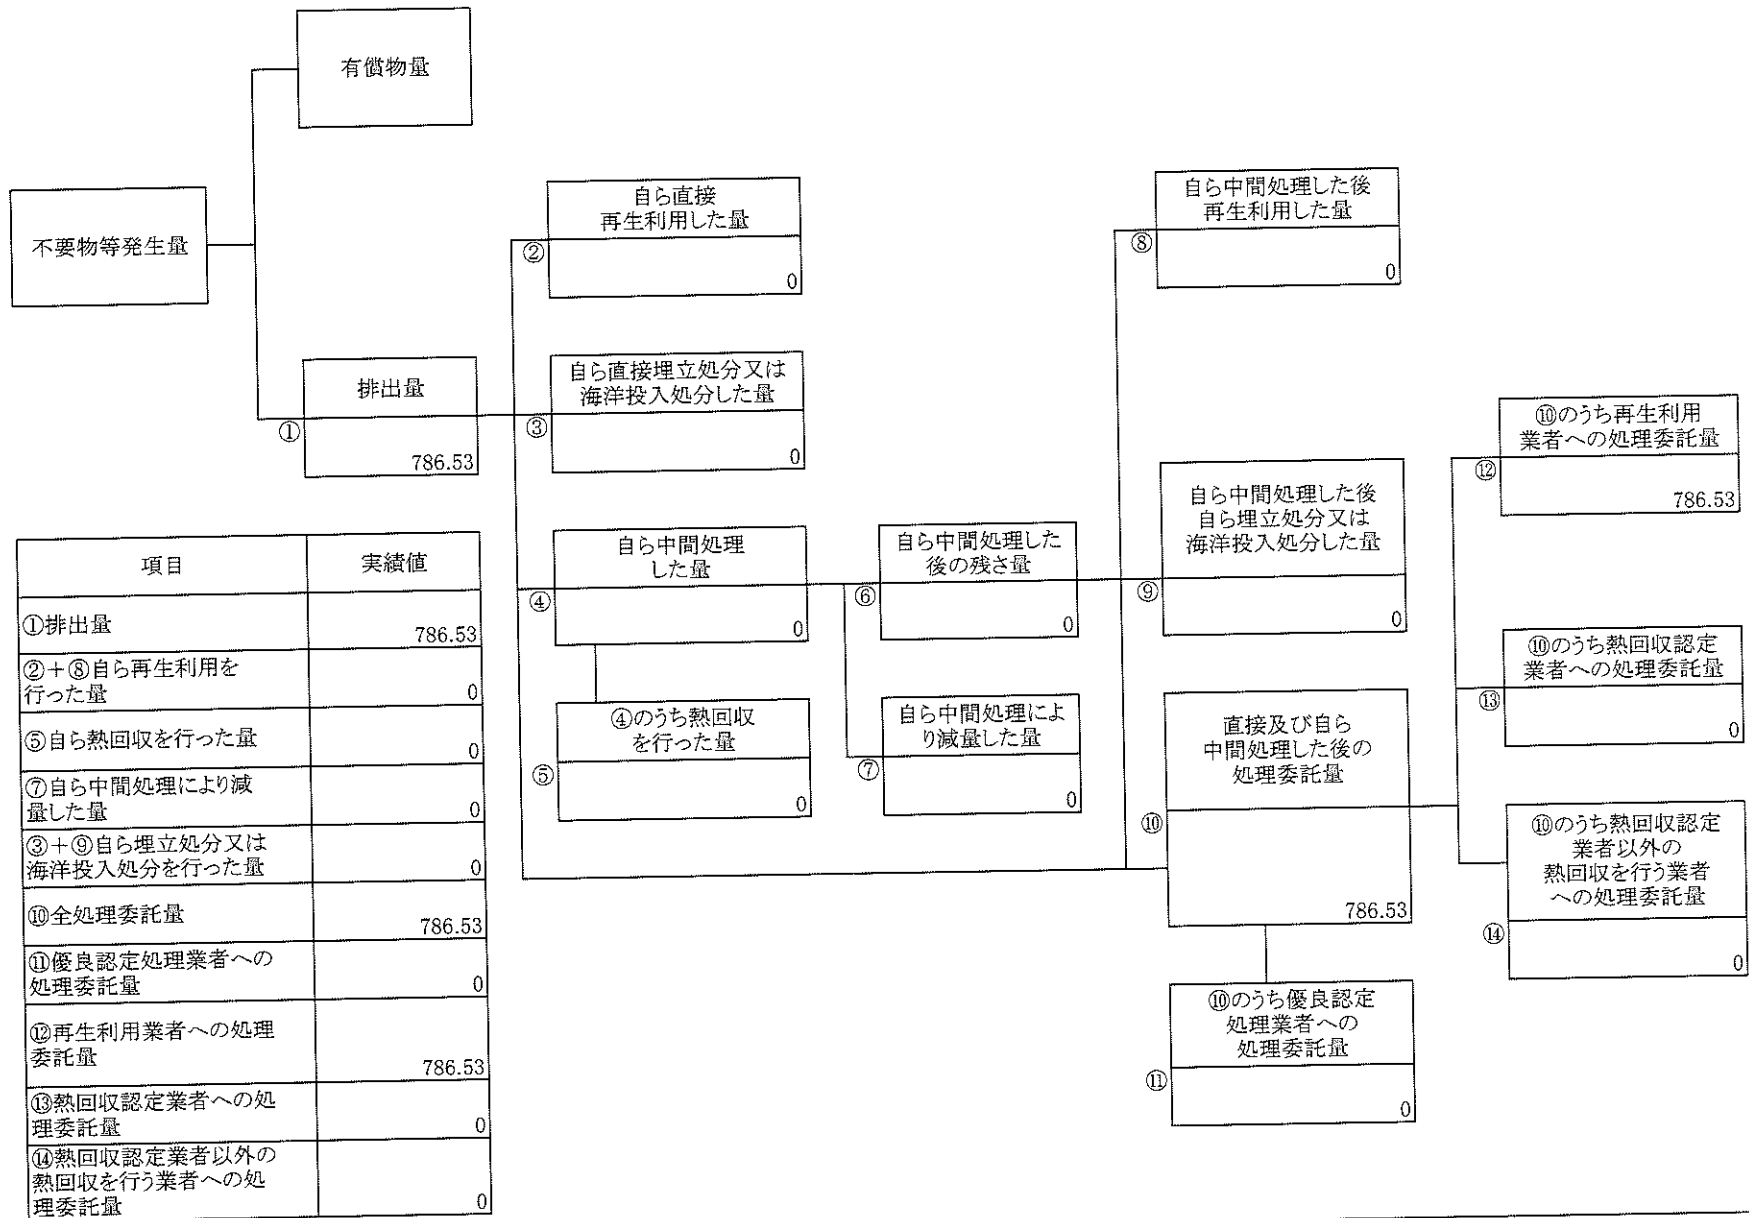 有償物量
不要物等発生量
排出量
①
786.53
自ら直接
再生利用した量
②
0
自ら直接埋立処分又は
海洋投入処分した量
③
0
自ら中間処理
した量
④
0
④のうち熱回収
を行った量
⑤
0
自ら中間処理した
後の残さ量
⑥
0
自ら中間処理によ
り減量した量
⑦
0
自ら中間処理した後
再生利用した量
⑧
0
自ら中間処理した後
自ら埋立処分又は
海洋投入処分した量
⑨
0
直接及び自ら
中間処理した後の
処理委託量
⑩
786.53
⑩のうち優良認定
処理業者への
処理委託量
⑪
0
⑩のうち再生利用
業者への処理委託量
⑫
786.53
⑩のうち熱回収認定
業者への処理委託量
⑬
0
⑩のうち熱回収認定
業者以外の
熱回収を行う業者
への処理委託量
⑭
0
項目 実績値
①排出量
786.53
②+⑧自ら再生利用を
行った量
0
⑤自ら熱回収を行った量
0
⑦自ら中間処理により減
量した量
0
③+⑨自ら埋立処分又は
海洋投入処分を行った量
0
⑩全処理委託量
786.53
⑪優良認定処理業者への
処理委託量
0
⑫再生利用業者への処理
委託量
786.53
⑬熱回収認定業者への処
理委託量
0
⑭熱回収認定業者以外の
熱回収を行う業者への処
理委託量
0